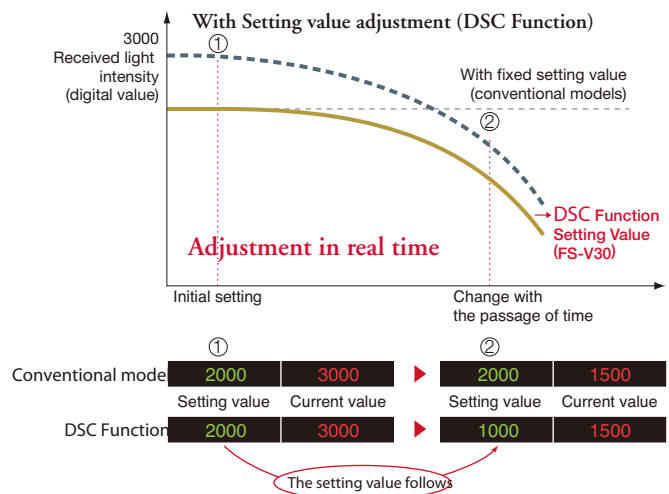 With Setting value adjustment (DSC Function)
3000
Received light
intensity
(digital value)
①
With fixed setting value
(conventional models)
②
DSC Function
Setting Value
(FS-V30)
Adjustment in real time
Initial setting
Change with
the passage of time
① ②
Conventional model 2000 3000 2000 1500
Setting value Current value Setting value Current value
DSC Function 2000 3000 1000 1500
The setting value follows